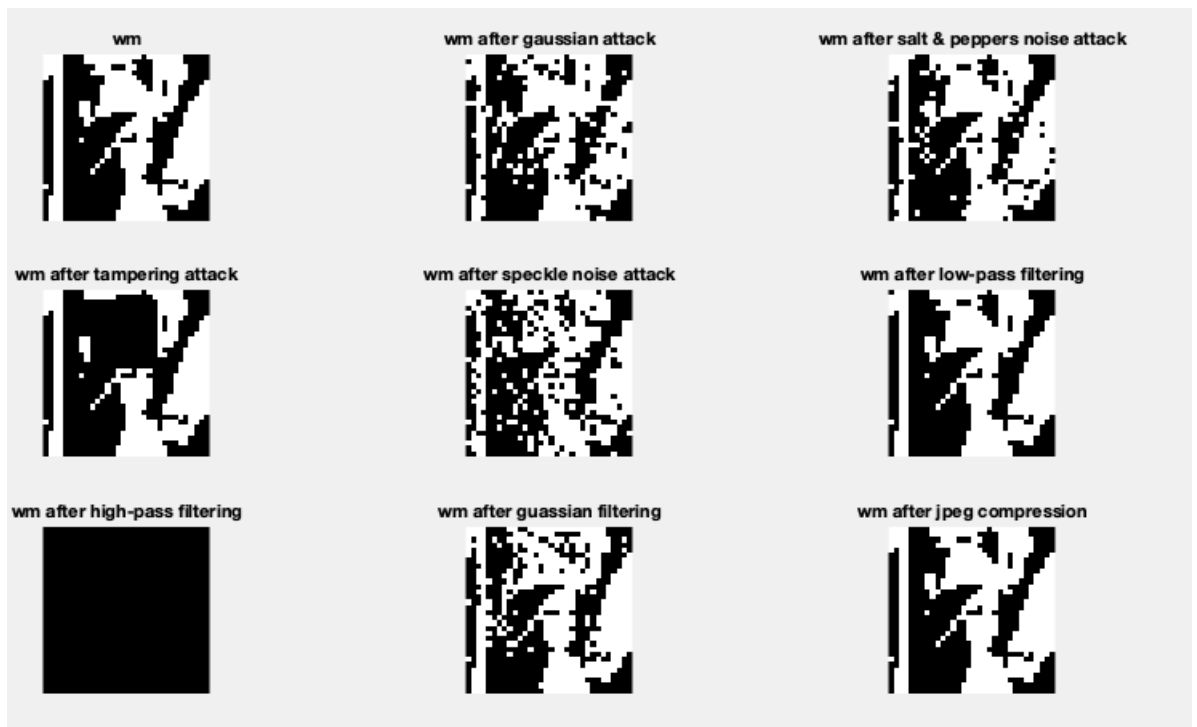 wm
wm after gaussian attack
wm after salt & peppers noise attack
wm after tampering attack
wm after speckle noise attack
wm after low-pass filtering
wm after high-pass filtering
wm after guassian filtering
wm after jpeg compression